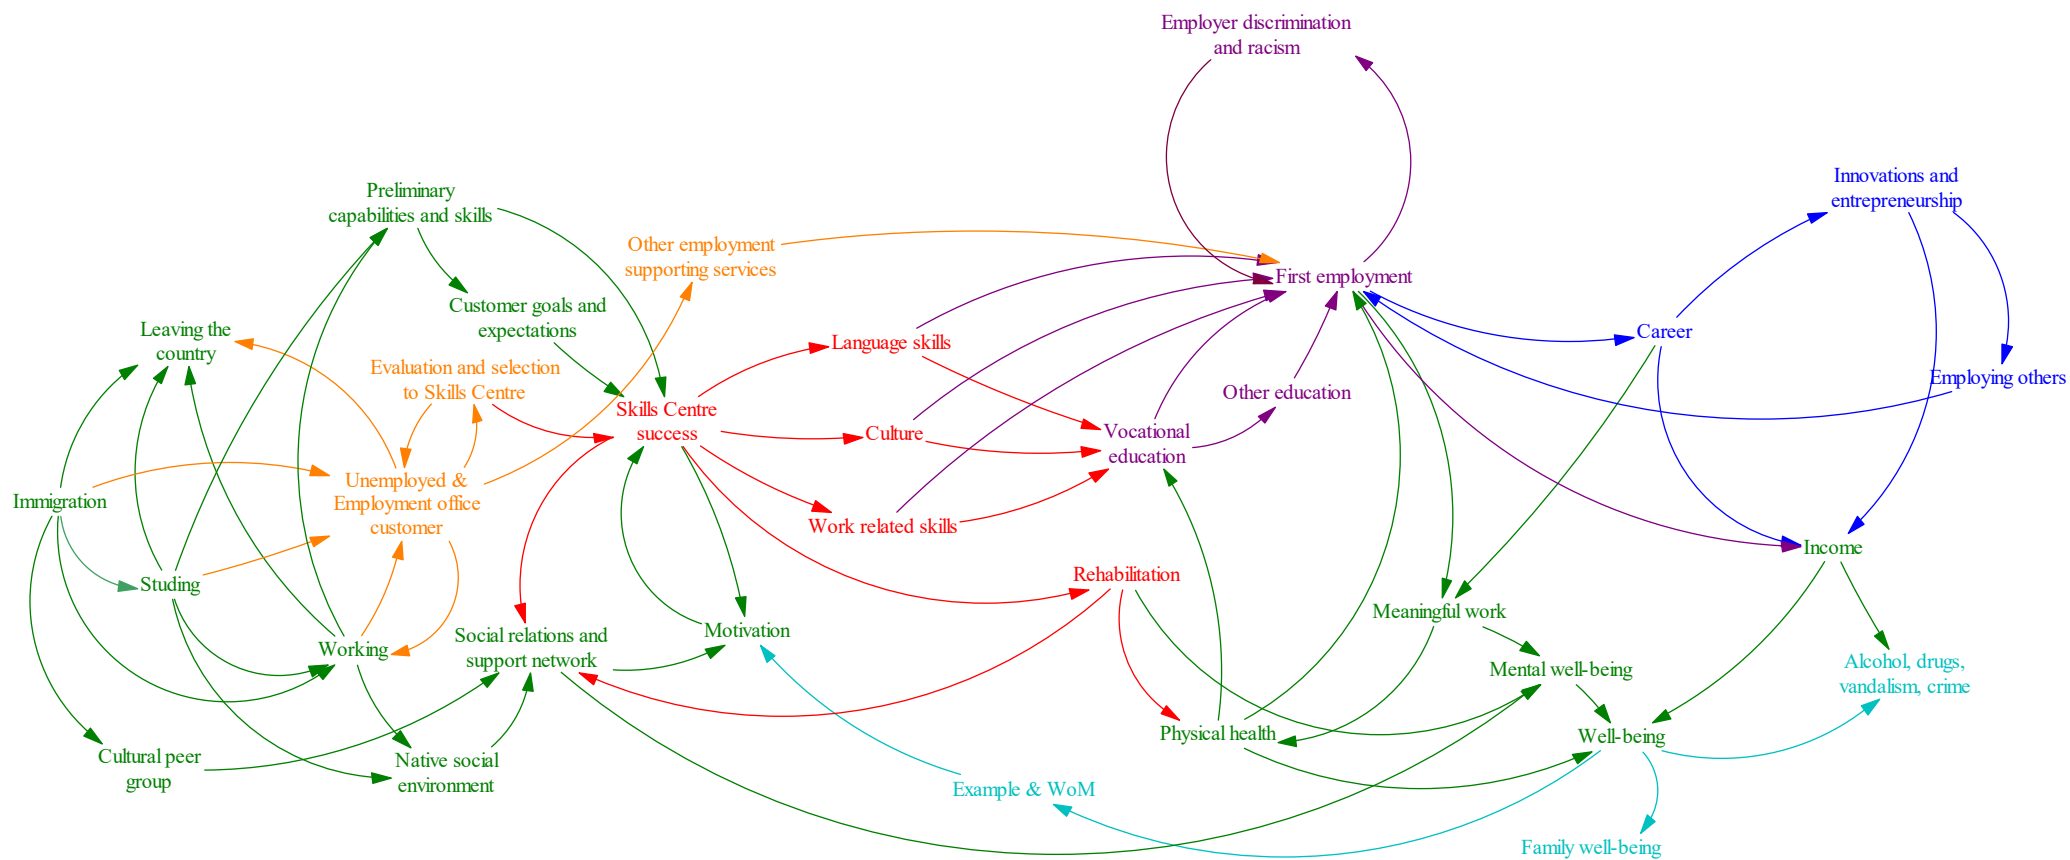 Employer discrimination
and racism
Preliminary
capabilities and skills
Innovations and
entrepreneurship
Other employment
supporting services
First employment
Customer goals and
expectations
Leaving the
country
Language skills
Career
Evaluation and selection
to Skills Centre
Employing others
Other education
Skills Centre
success
Culture
Vocational
education
Unemployed &
Employment office
customer
Immigration
Work related skills
Income
Studing
Rehabilitation
Meaningful work
Working
Social relations and
support network
Motivation
Mental well-being
Alcohol, drugs,
vandalism, crime
Physical health
Well-being
Cultural peer
group
Native social
environment
Example & WoM
Family well-being